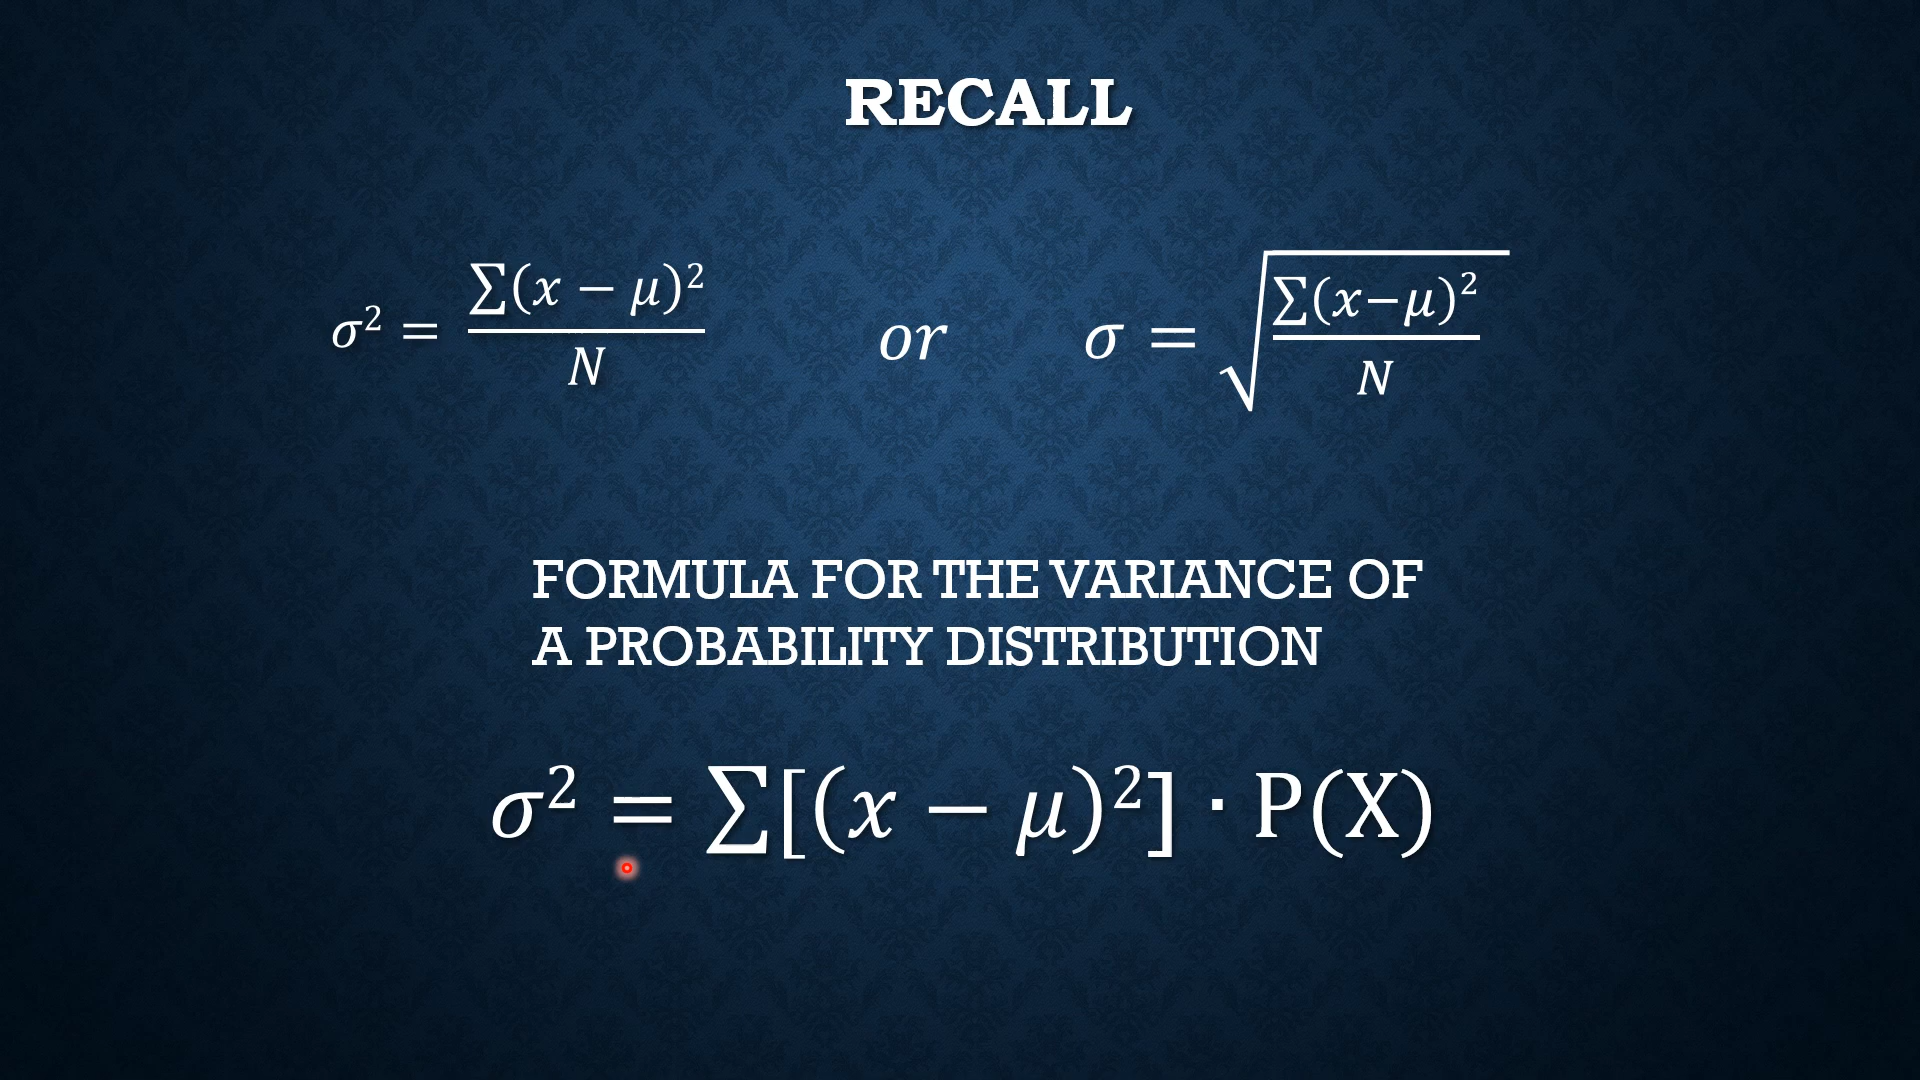 RECALL
σ² = ∑(x − μ)² / N or σ = √(∑(x−μ)² / N)
FORMULA FOR THE VARIANCE OF
A PROBABILITY DISTRIBUTION
σ² = ∑[(x − μ)²] · P(X)